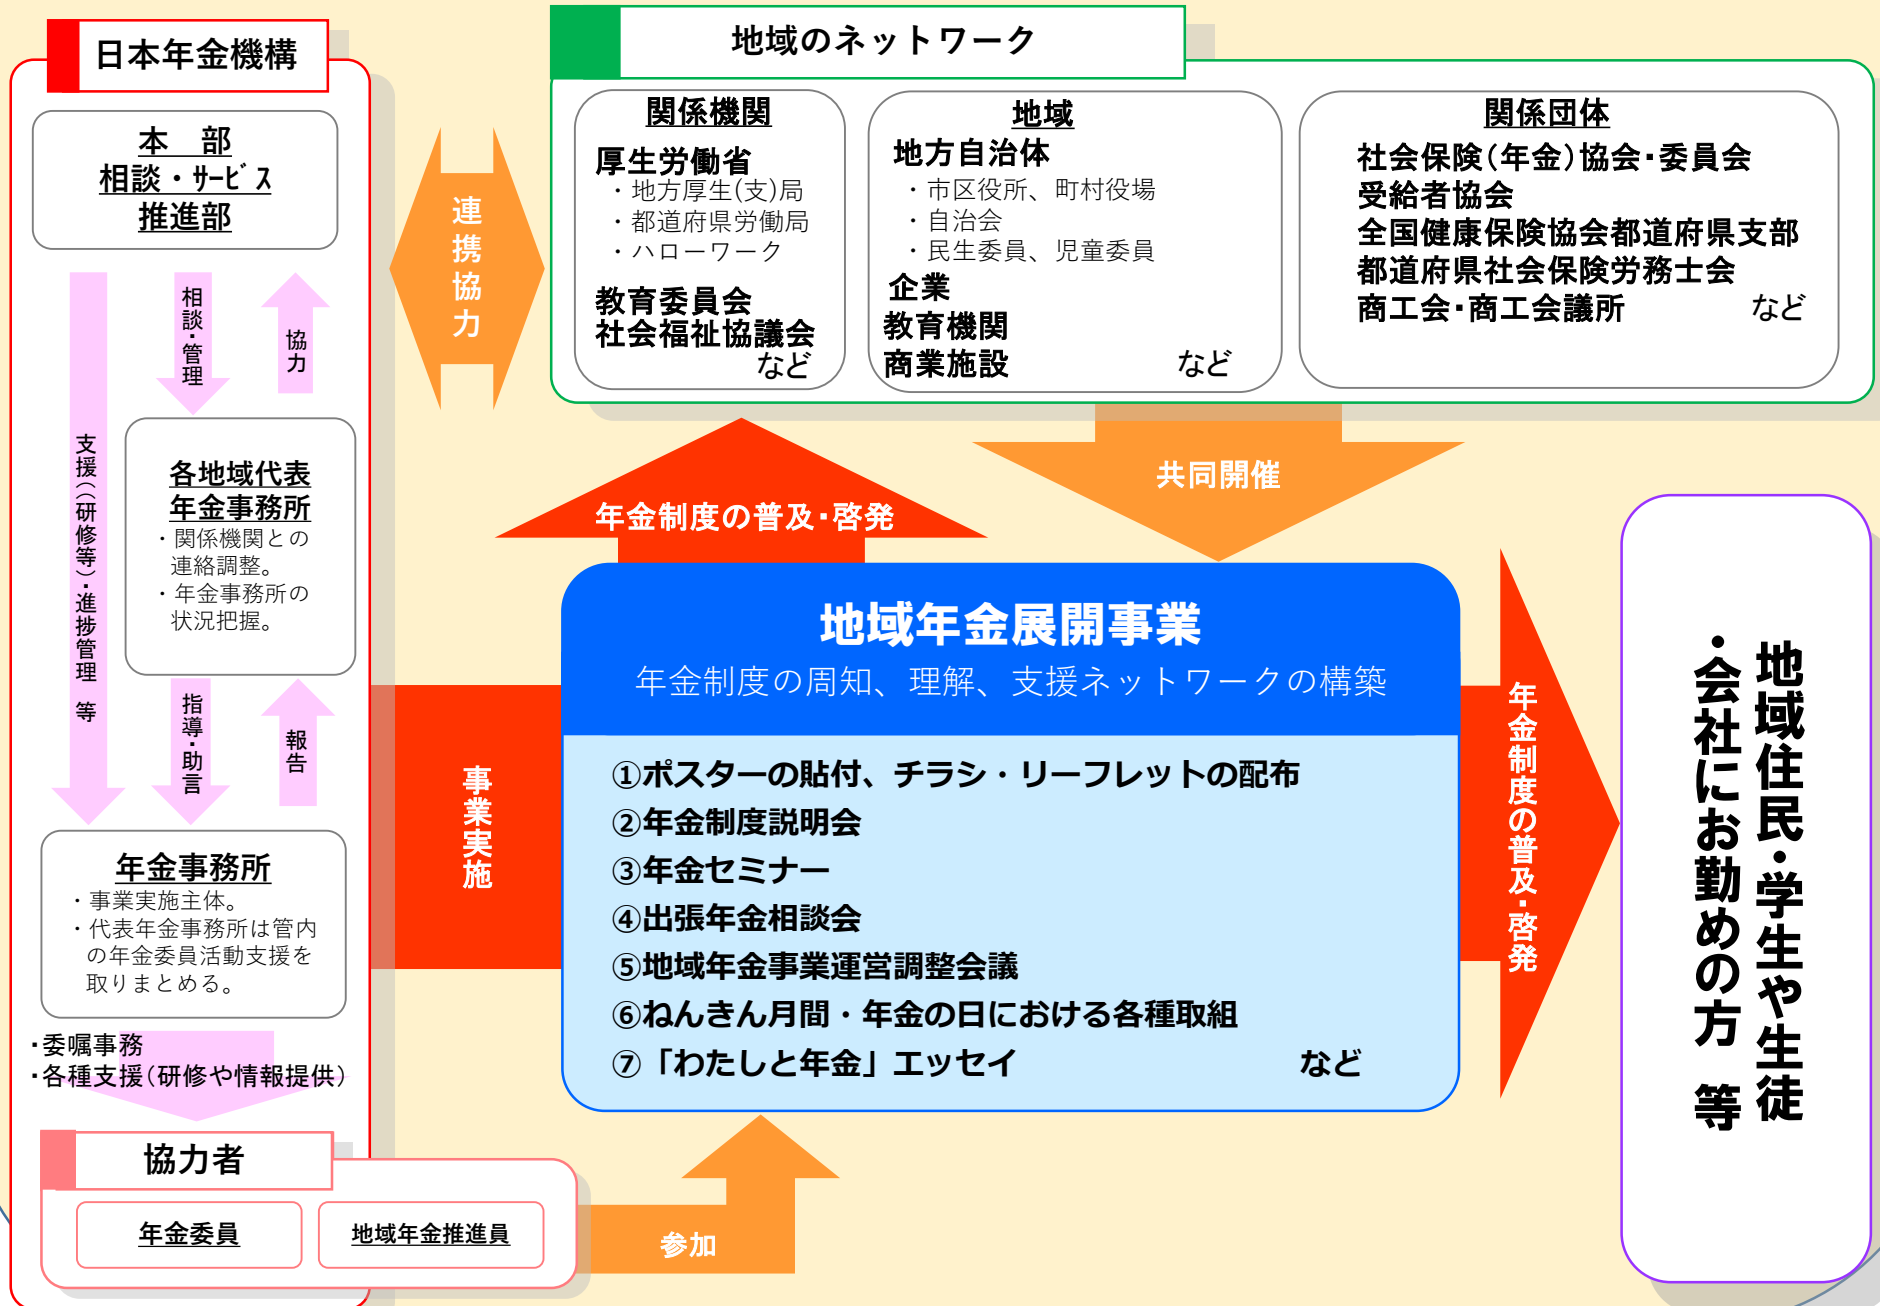 日本年金機構
本　部
相談・ｻｰﾋﾞｽ
推進部
相談・管理
協力
支援（（研修等）・進捗管理　等
各地域代表
年金事務所
・関係機関との
連絡調整。
・年金事務所の
状況把握。
指導・助言
報告
年金事務所
・事業実施主体。
・代表年金事務所は管内
の年金委員活動支援を
取りまとめる。
・委嘱事務
・各種支援（研修や情報提供）
協力者
年金委員
地域年金推進員
連携協力
地域のネットワーク
関係機関
厚生労働省
・地方厚生(支)局
・都道府県労働局
・ハローワーク
教育委員会
社会福祉協議会
など
地域
地方自治体
・市区役所、町村役場
・自治会
・民生委員、児童委員
企業
教育機関
商業施設　など
関係団体
社会保険（年金）協会・委員会
受給者協会
全国健康保険協会都道府県支部
都道府県社会保険労務士会
商工会・商工会議所　など
年金制度の普及・啓発
共同開催
事業実施
地域年金展開事業
年金制度の周知、理解、支援ネットワークの構築
①ポスターの貼付、チラシ・リーフレットの配布
②年金制度説明会
③年金セミナー
④出張年金相談会
⑤地域年金事業運営調整会議
⑥ねんきん月間・年金の日における各種取組
⑦「わたしと年金」エッセイ　など
参加
年金制度の普及・啓発
地域住民・学生や生徒
・会社にお勤めの方　等